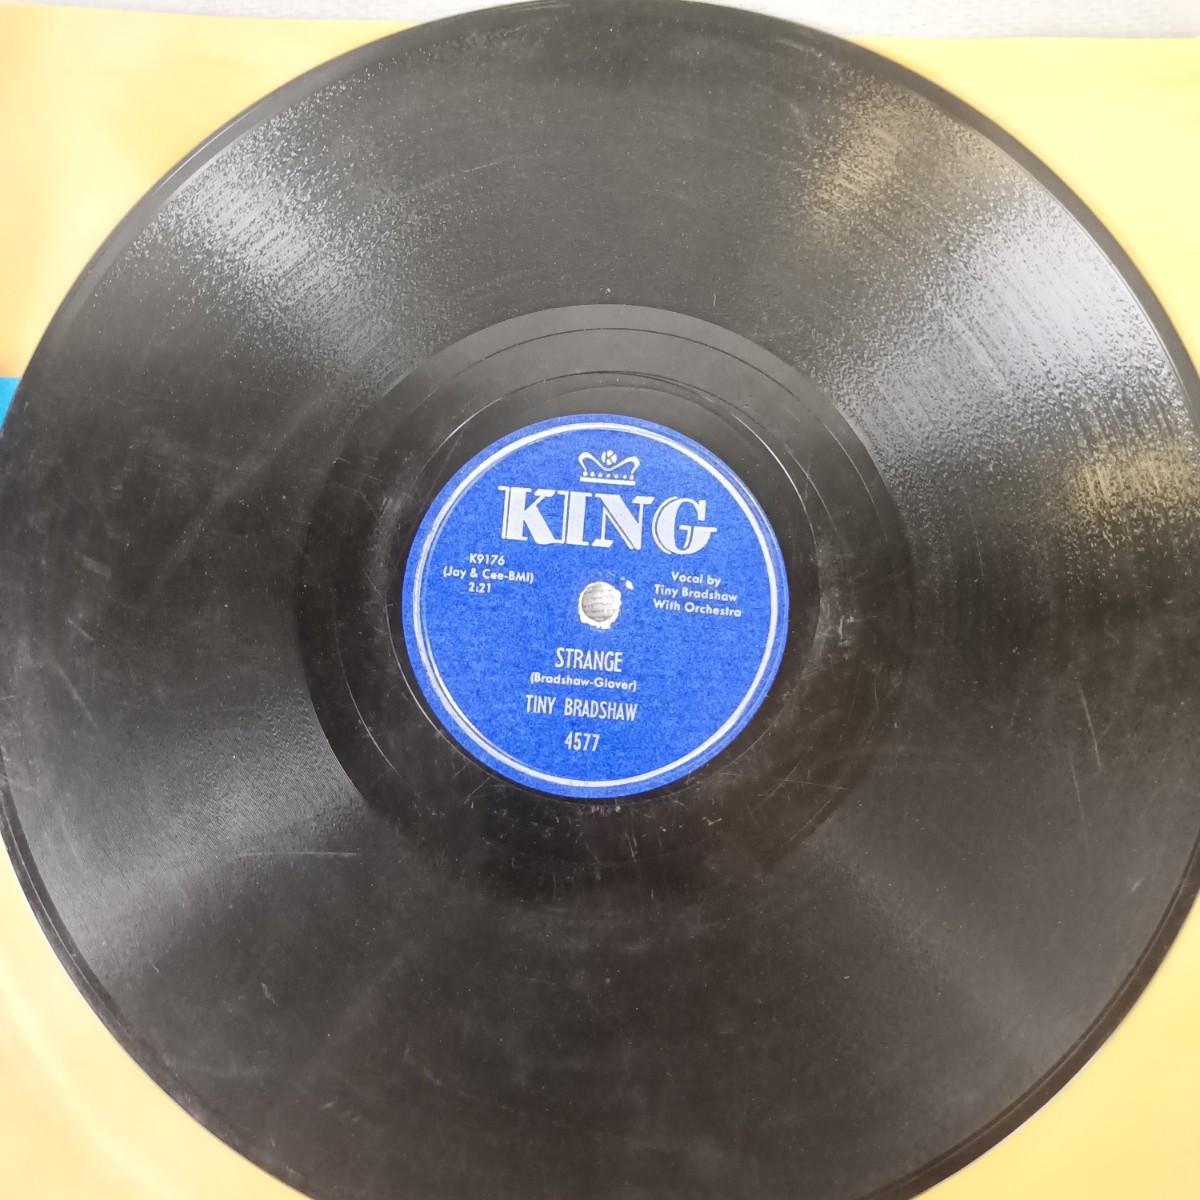 K
KING
K9176
(Jay & Cee-BMI)
2:21
Vocal by
Tiny Bradshaw
With Orchestra
STRANGE
(Bradshaw-Glover)
TINY BRADSHAW
4577